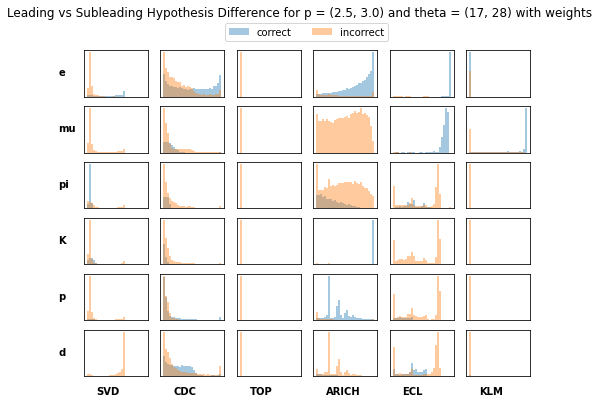 Leading vs Subleading Hypothesis Difference for p = (2.5, 3.0) and theta = (17, 28) with weights
correct incorrect
e
mu
pi
K
p
d
SVD CDC TOP ARICH ECL KLM